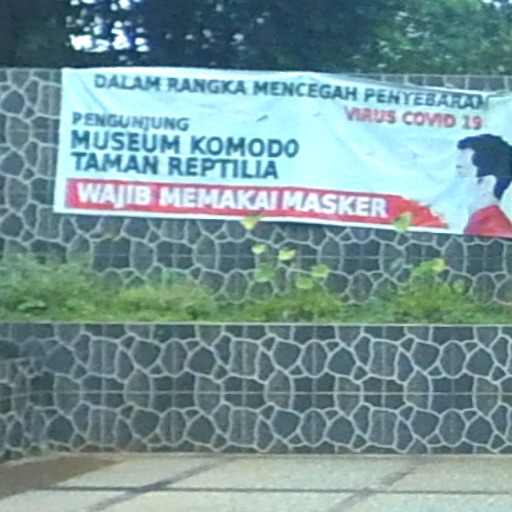 DALAM RANGKA MENCEGAH PENYEBARAN
VIRUS COVID 19
PENGUNJUNG
MUSEUM KOMODO
TAMAN REPTILIA
WAJIB MEMAKAI MASKER